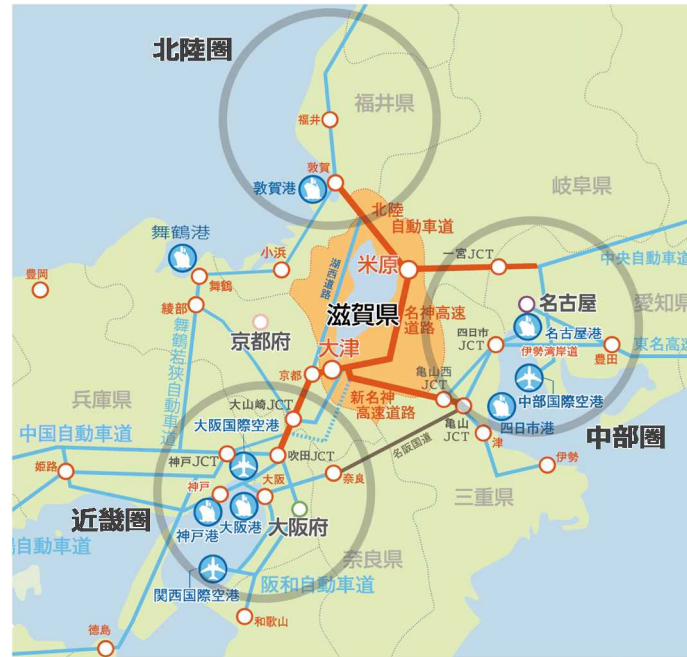 北陸圏
福井県
福井
敦賀
敦賀港
北陸
自動車道
岐阜県
舞鶴港
小浜
舞鶴
豊岡
綾部
湖西道路
米原
一宮JCT
中央自動車道
滋賀県
名神高速
道路
名古屋
愛知県
名古屋港
四日市
JCT
伊勢湾岸道
豊田
東名高速
京都府
大津
京都
舞鶴若狭自動車道
兵庫県
大山崎JCT
新名神
高速道路
亀山西
JCT
中部国際空港
亀山
JCT
四日市港
中部圏
津
伊勢
名阪国道
三重県
中国自動車道
大阪国際空港
神戸JCT
吹田JCT
姫路
神戸
大阪
奈良
近畿圏
神戸港
大阪港
大阪府
奈良県
自動車道
関西国際空港
阪和自動車道
和歌山
徳島